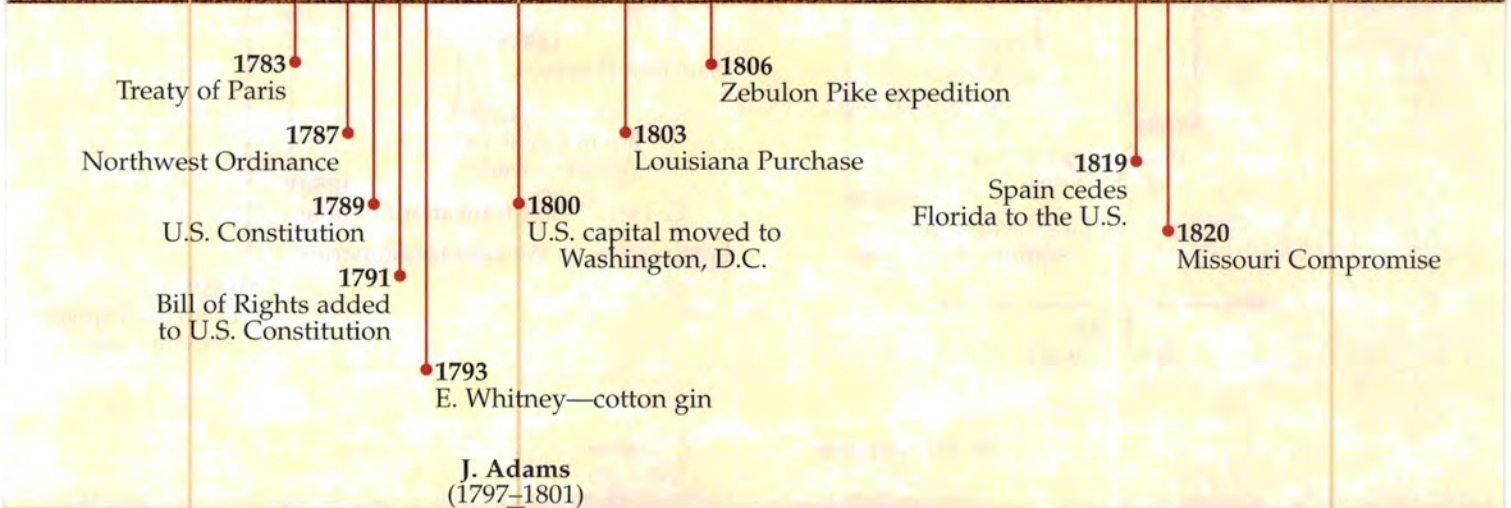 1783
Treaty of Paris
1787
Northwest Ordinance
1789
U.S. Constitution
1791
Bill of Rights added
to U.S. Constitution
1793
E. Whitney—cotton gin
1800
U.S. capital moved to
Washington, D.C.
1803
Louisiana Purchase
1806
Zebulon Pike expedition
1819
Spain cedes
Florida to the U.S.
1820
Missouri Compromise
J. Adams
(1797–1801)